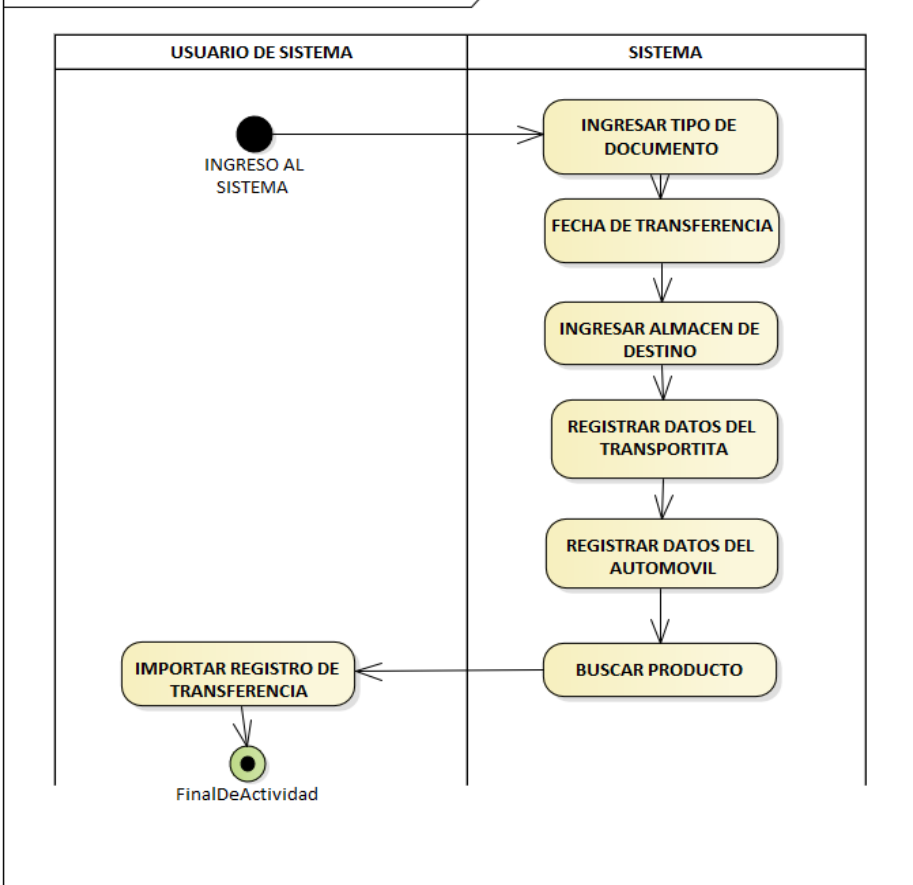 USUARIO DE SISTEMA
SISTEMA
INGRESO AL
SISTEMA
INGRESAR TIPO DE
DOCUMENTO
FECHA DE TRANSFERENCIA
INGRESAR ALMACEN DE
DESTINO
REGISTRAR DATOS DEL
TRANSPORTITA
REGISTRAR DATOS DEL
AUTOMOVIL
BUSCAR PRODUCTO
IMPORTAR REGISTRO DE
TRANSFERENCIA
FinalDeActividad